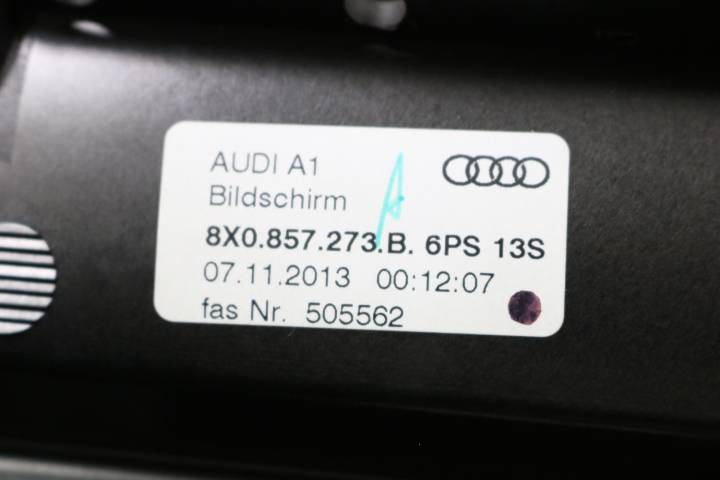 AUDI A1
Bildschirm
8X0.857.273.B. 6PS 13S
07.11.2013 00:12:07
fas Nr. 505562